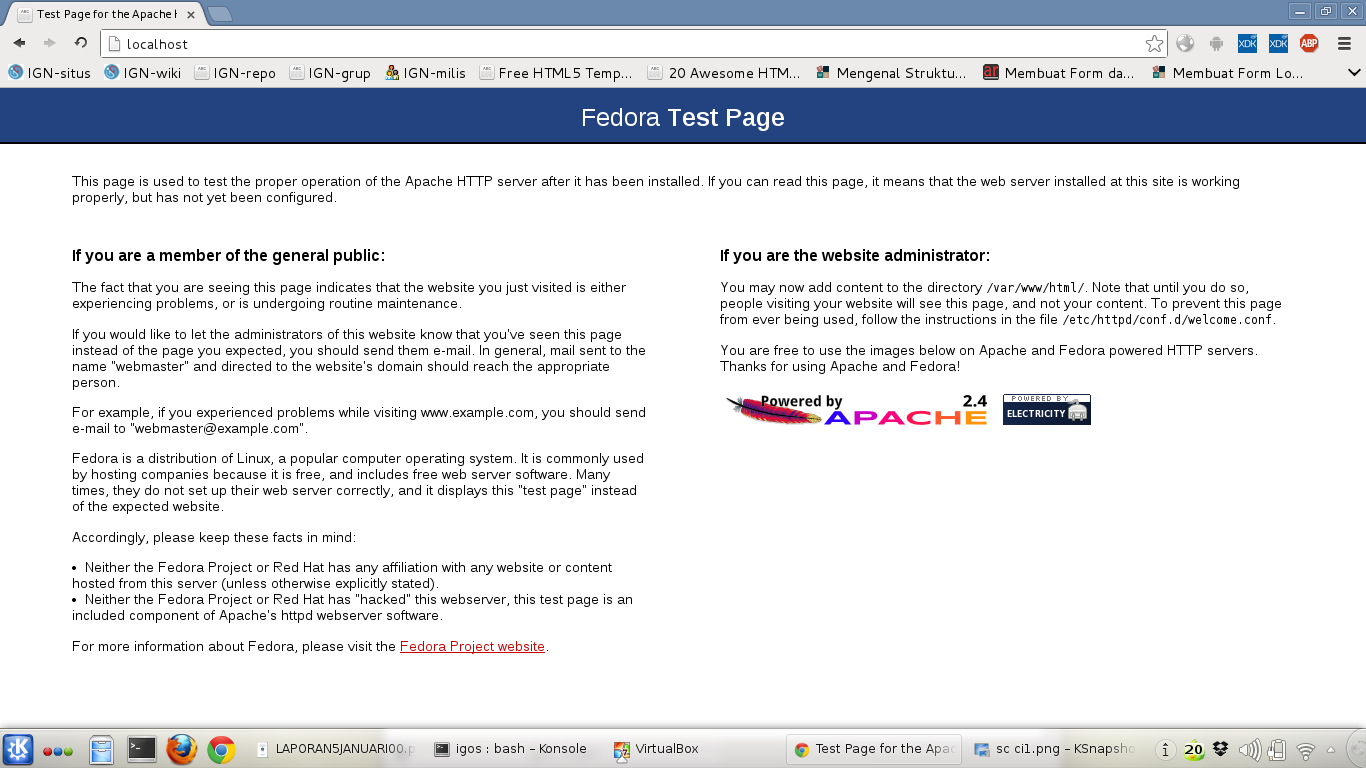 Test Page for the Apache H
localhost
XDK
XDK
ABP
IGN-situs
IGN-wiki
IGN-repo
IGN-grup
IGN-milis
Free HTML5 Temp...
20 Awesome HTM...
Mengenal Struktu...
Membuat Form da...
Membuat Form Lo...
Fedora Test Page
This page is used to test the proper operation of the Apache HTTP server after it has been installed. If you can read this page, it means that the web server installed at this site is working
properly, but has not yet been configured.
If you are a member of the general public:
The fact that you are seeing this page indicates that the website you just visited is either
experiencing problems, or is undergoing routine maintenance.
If you would like to let the administrators of this website know that you've seen this page
instead of the page you expected, you should send them e-mail. In general, mail sent to the
name "webmaster" and directed to the website's domain should reach the appropriate
person.
For example, if you experienced problems while visiting www.example.com, you should send
e-mail to "webmaster@example.com".
Fedora is a distribution of Linux, a popular computer operating system. It is commonly used
by hosting companies because it is free, and includes free web server software. Many
times, they do not set up their web server correctly, and it displays this "test page" instead
of the expected website.
Accordingly, please keep these facts in mind:
• Neither the Fedora Project or Red Hat has any affiliation with any website or content
hosted from this server (unless otherwise explicitly stated).
• Neither the Fedora Project or Red Hat has "hacked" this webserver, this test page is an
included component of Apache's httpd webserver software.
For more information about Fedora, please visit the Fedora Project website.
If you are the website administrator:
You may now add content to the directory /var/www/html/. Note that until you do so,
people visiting your website will see this page, and not your content. To prevent this page
from ever being used, follow the instructions in the file /etc/httpd/conf.d/welcome.conf.
You are free to use the images below on Apache and Fedora powered HTTP servers.
Thanks for using Apache and Fedora!
Powered by 2.4
APACHE
POWERED BY
ELECTRICITY
LAPORAN5JANUARI00.p
igos : bash – Konsole
VirtualBox
Test Page for the Apac
sc ci1.png – KSnapsho
20